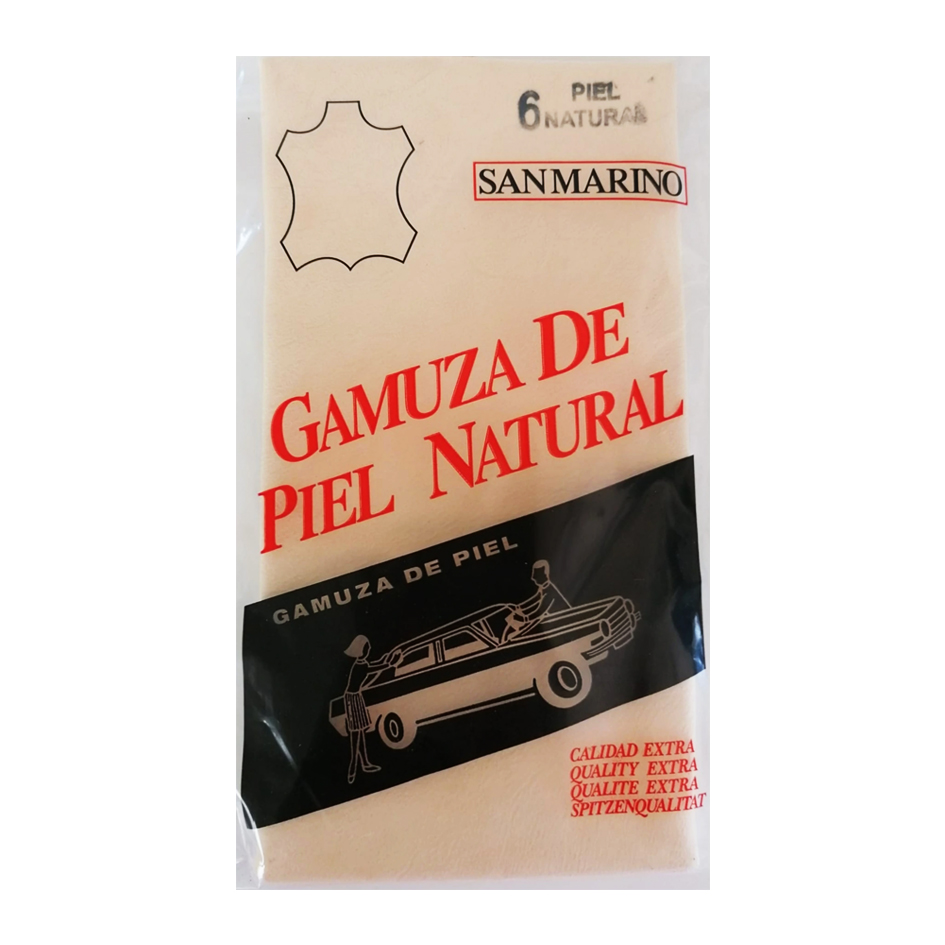 PIEL
6 NATURAL
SANMARINO
GAMUZA DE
PIEL NATURAL
GAMUZA DE PIEL
CALIDAD EXTRA
QUALITY EXTRA
QUALITE EXTRA
SPITZENQUALITAT